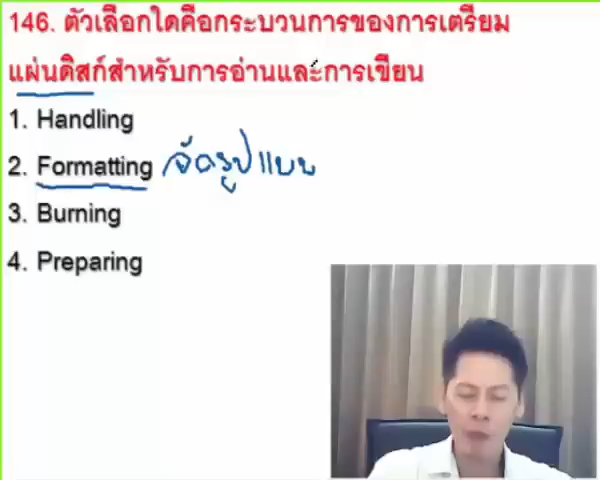 146. ตัวเลือกใดคือกระบวนการของการเตรียม
แผ่นดิสก์สำหรับการอ่านและการเขียน
1. Handling
2. Formatting จัดรูปแบบ
3. Burning
4. Preparing